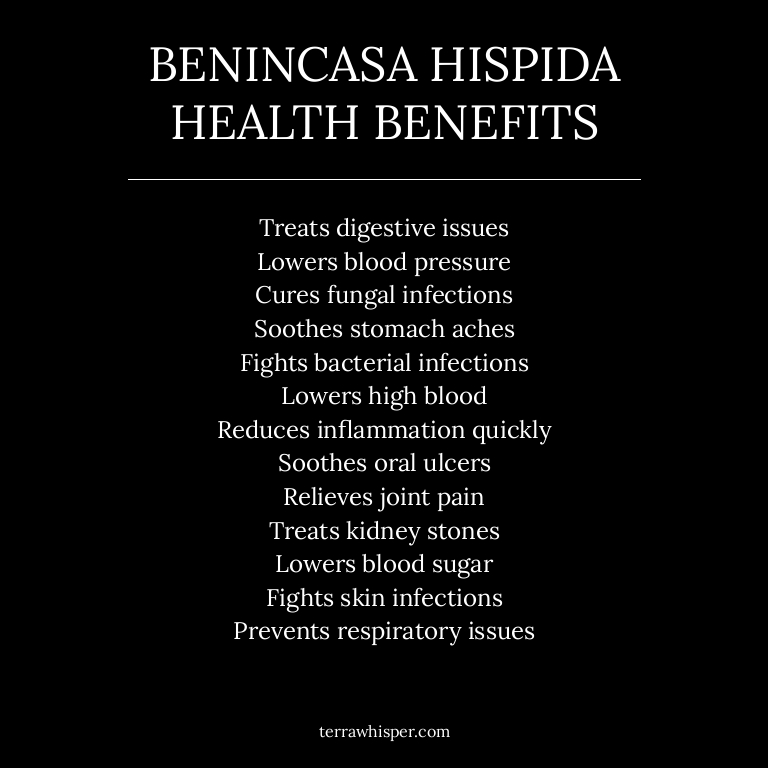 BENINCASA HISPIDA
HEALTH BENEFITS
Treats digestive issues
Lowers blood pressure
Cures fungal infections
Soothes stomach aches
Fights bacterial infections
Lowers high blood
Reduces inflammation quickly
Soothes oral ulcers
Relieves joint pain
Treats kidney stones
Lowers blood sugar
Fights skin infections
Prevents respiratory issues
terrawhisper.com